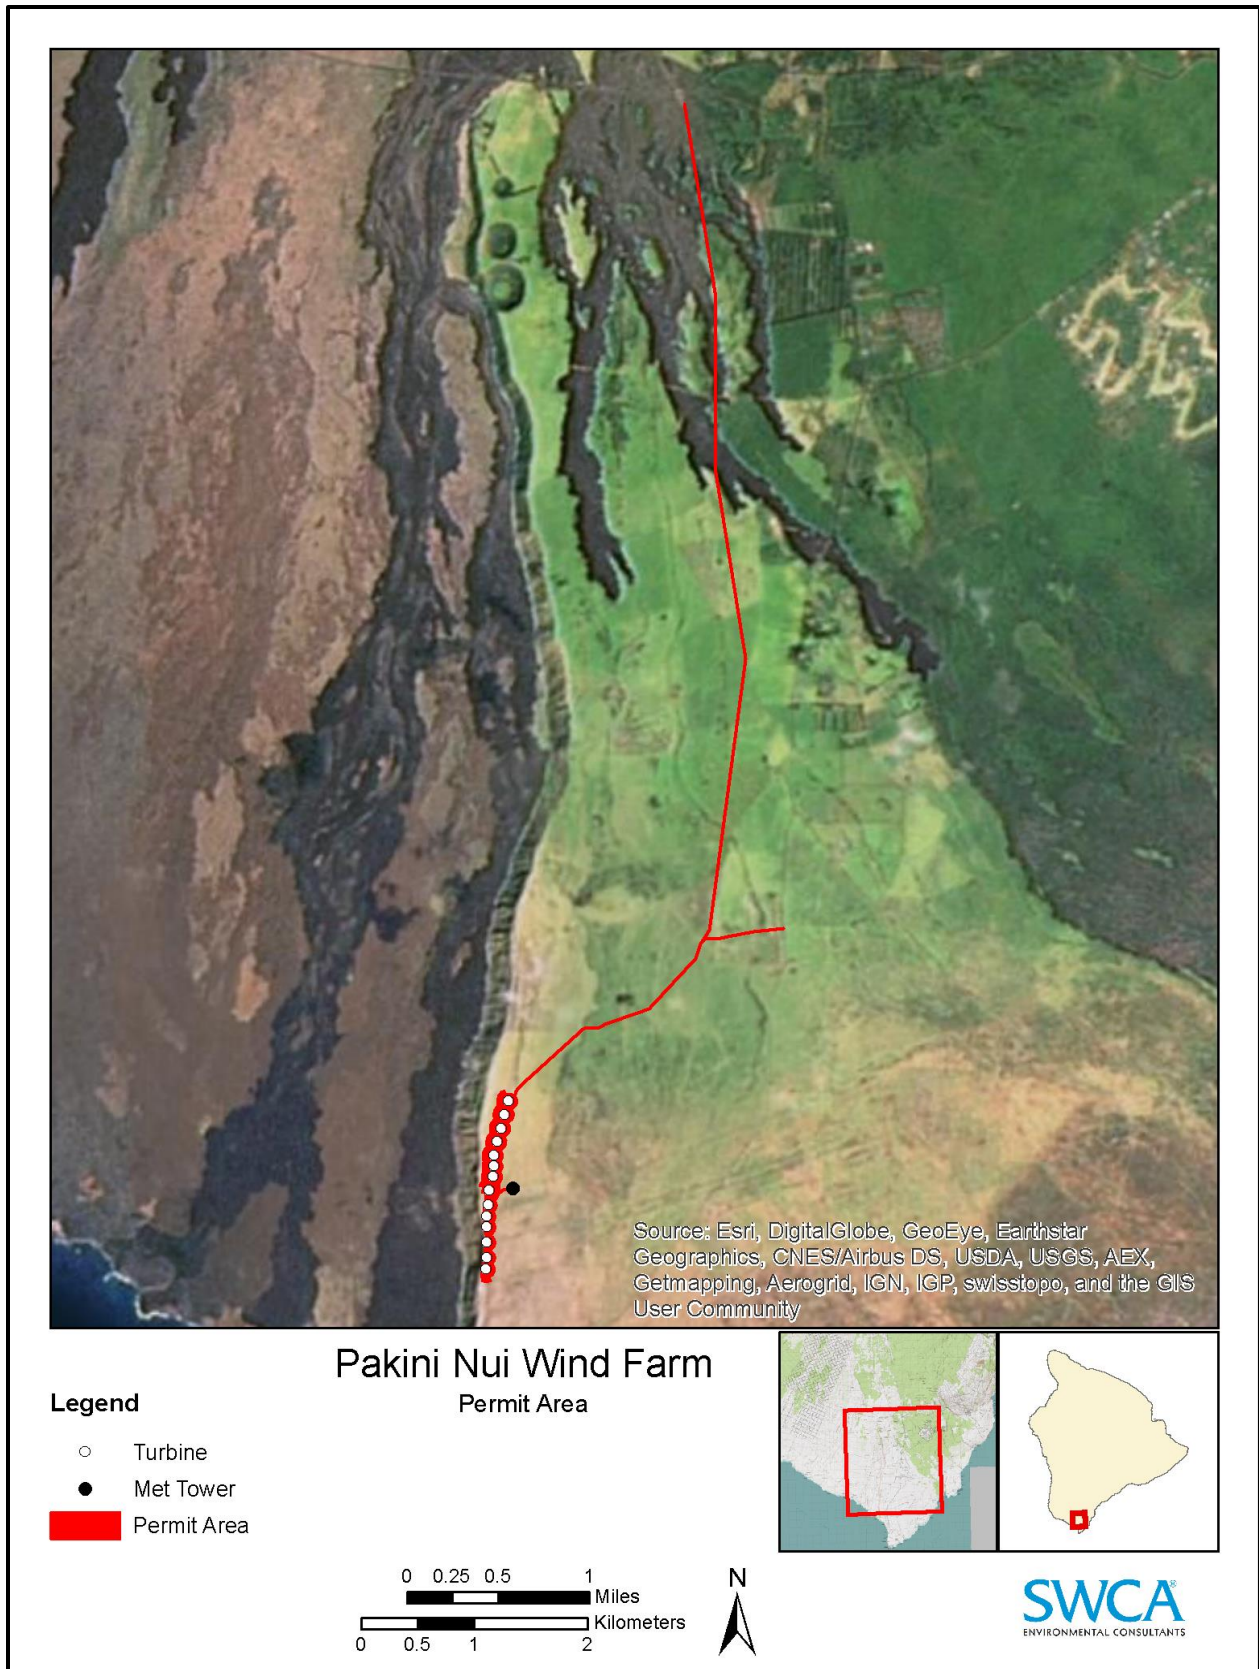 Source: Esri, DigitalGlobe, GeoEye, Earthstar
Geographics, CNES/Airbus DS, USDA, USGS, AEX,
Getmapping, Aerogrid, IGN, IGP, swisstopo, and the GIS
User Community
Pakini Nui Wind Farm
Permit Area
Legend
Turbine
Met Tower
Permit Area
0 0.25 0.5 1
Miles
Kilometers
0 0.5 1 2
N
SWCA®
ENVIRONMENTAL CONSULTANTS